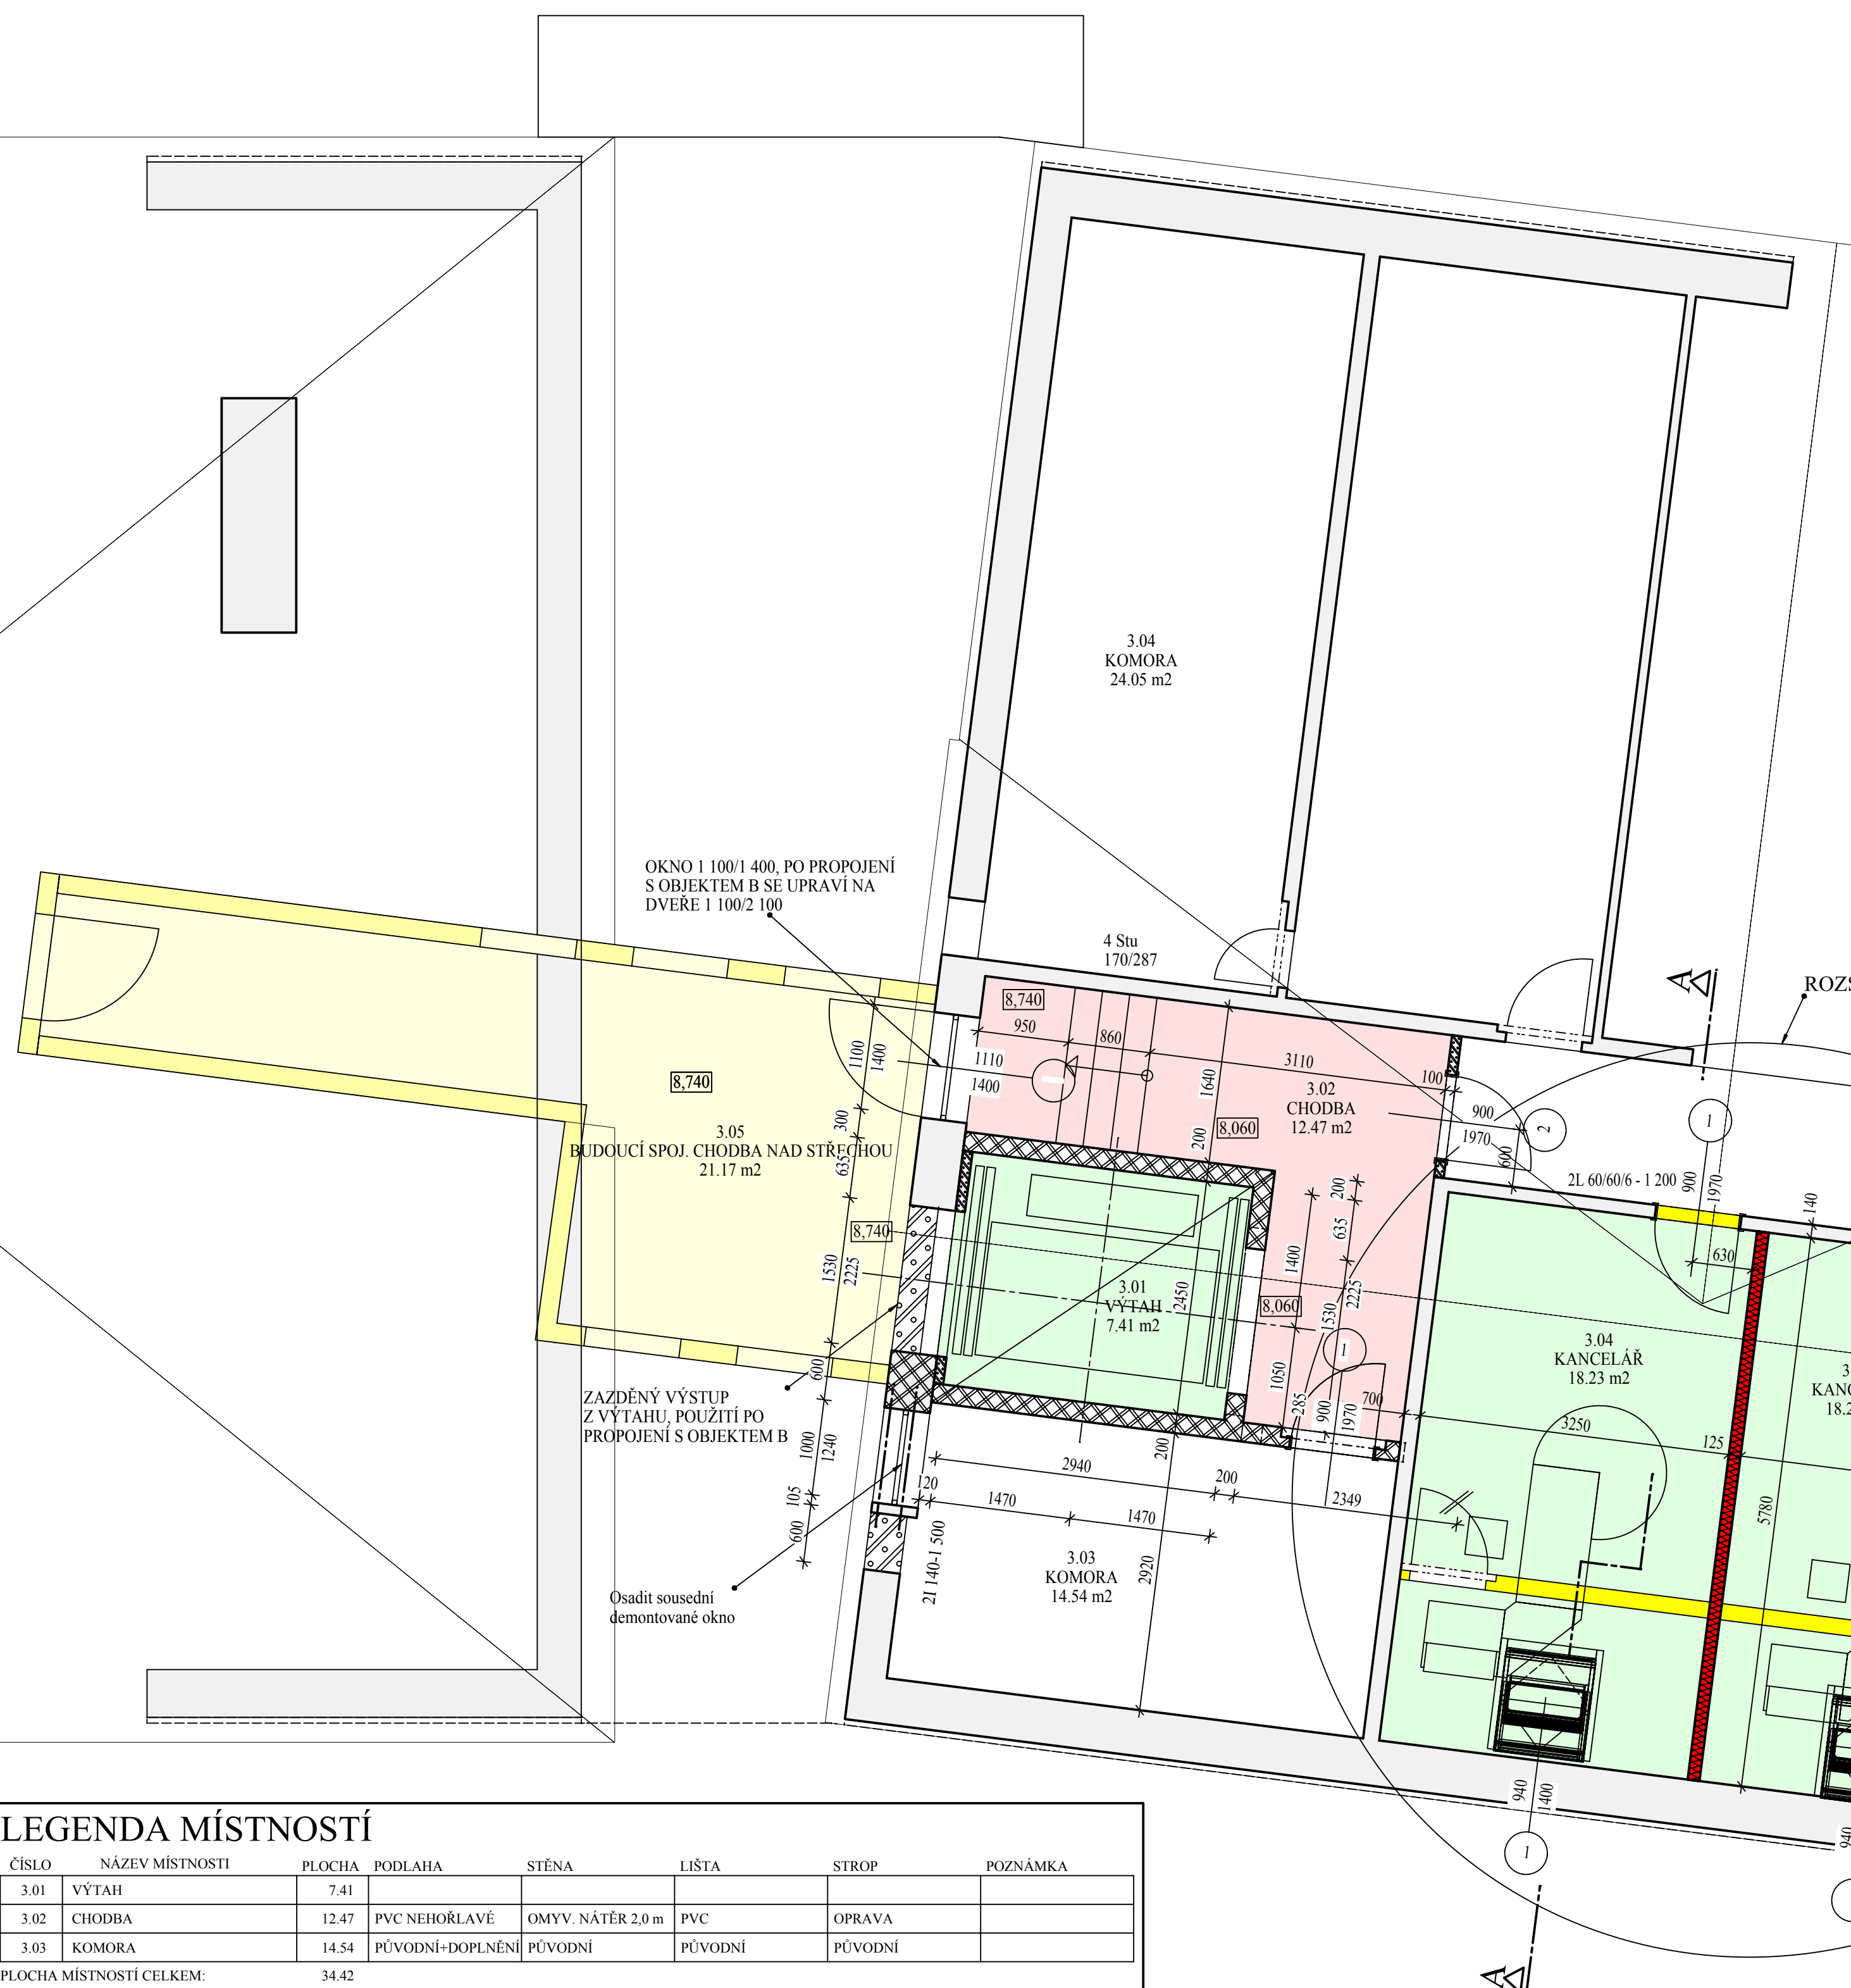 3.04
KOMORA
24.05 m2
OKNO 1 100/1 400, PO PROPOJENÍ
S OBJEKTEM B SE UPRAVÍ NA
DVEŘE 1 100/2 100
4 Stu
170/287
8,740
950
860
3110
100
1110
1400
1100
1400
1640
3.02
CHODBA
12.47 m2
8,060
200
900
1970
2
600
1
900
1970
2L 60/60/6 - 1 200
140
630
8,740
3.05
BUDOUCÍ SPOJ. CHODBA NAD STŘECHOU
21.17 m2
300
635
8,740
1530
2225
3.01
VÝTAH
7.41 m2
2450
8,060
200
635
1400
1530
2225
1
1050
285
900
1970
700
3.04
KANCELÁŘ
18.23 m2
3250
125
5780
ZAZDĚNÝ VÝSTUP
Z VÝTAHU, POUŽITÍ PO
PROPOJENÍ S OBJEKTEM B
600
1000
1240
105
600
120
2940
200
200
2349
1470
1470
2920
2I 140-1 500
3.03
KOMORA
14.54 m2
Osadit sousední
demontované okno
940
1400
1
940
A
A
LEGENDA MÍSTNOSTÍ
ČÍSLO NÁZEV MÍSTNOSTI PLOCHA PODLAHA STĚNA LIŠTA STROP POZNÁMKA
3.01 VÝTAH 7.41
3.02 CHODBA 12.47 PVC NEHOŘLAVÉ OMYV. NÁTĚR 2,0 m PVC OPRAVA
3.03 KOMORA 14.54 PŮVODNÍ+DOPLNĚNÍ PŮVODNÍ PŮVODNÍ PŮVODNÍ
PLOCHA MÍSTNOSTÍ CELKEM: 34.42